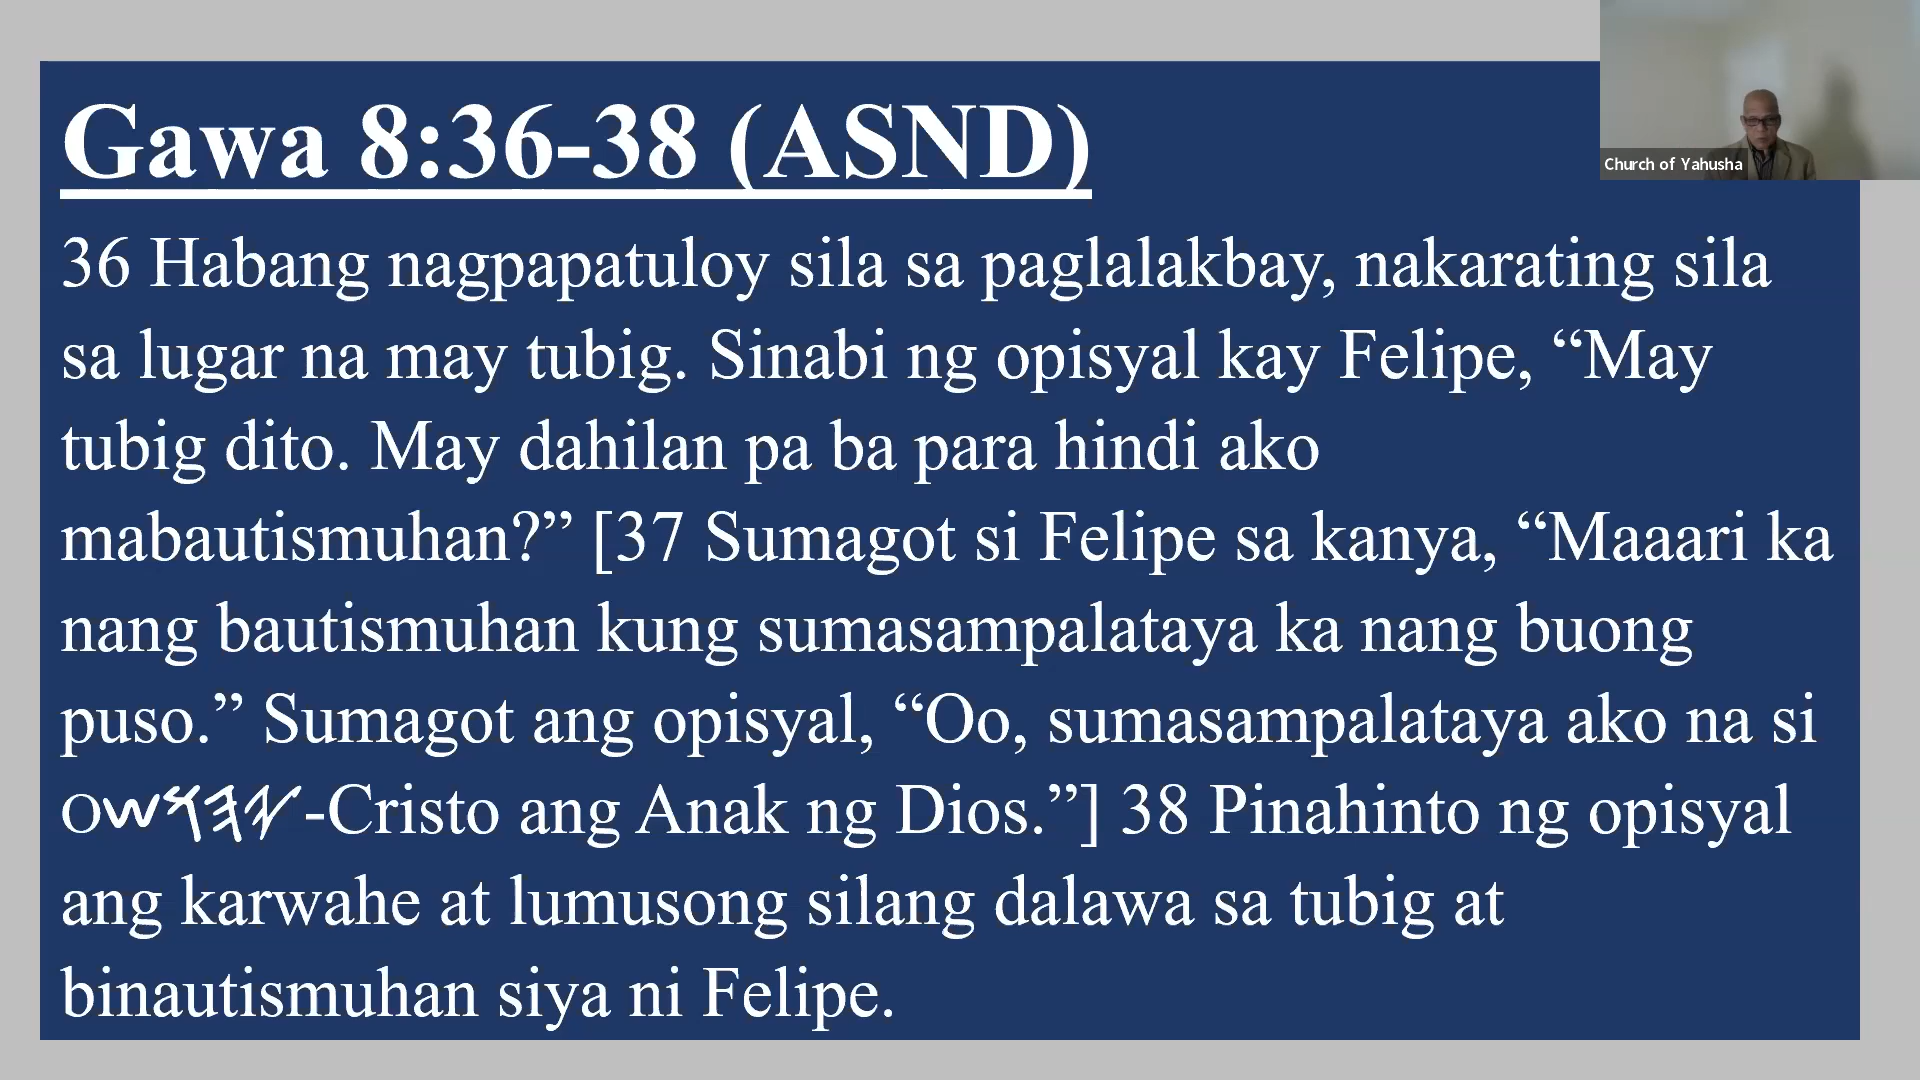 Gawa 8:36-38 (ASND)
Church of Yahusha
36 Habang nagpapatuloy sila sa paglalakbay, nakarating sila
sa lugar na may tubig. Sinabi ng opisyal kay Felipe, “May
tubig dito. May dahilan pa ba para hindi ako
mabautismuhan?” [37 Sumagot si Felipe sa kanya, “Maaari ka
nang bautismuhan kung sumasampalataya ka nang buong
puso.” Sumagot ang opisyal, “Oo, sumasampalataya ako na si
𐤉𐤄𐤅𐤔𐤏-Cristo ang Anak ng Dios.”] 38 Pinahinto ng opisyal
ang karwahe at lumusong silang dalawa sa tubig at
binautismuhan siya ni Felipe.